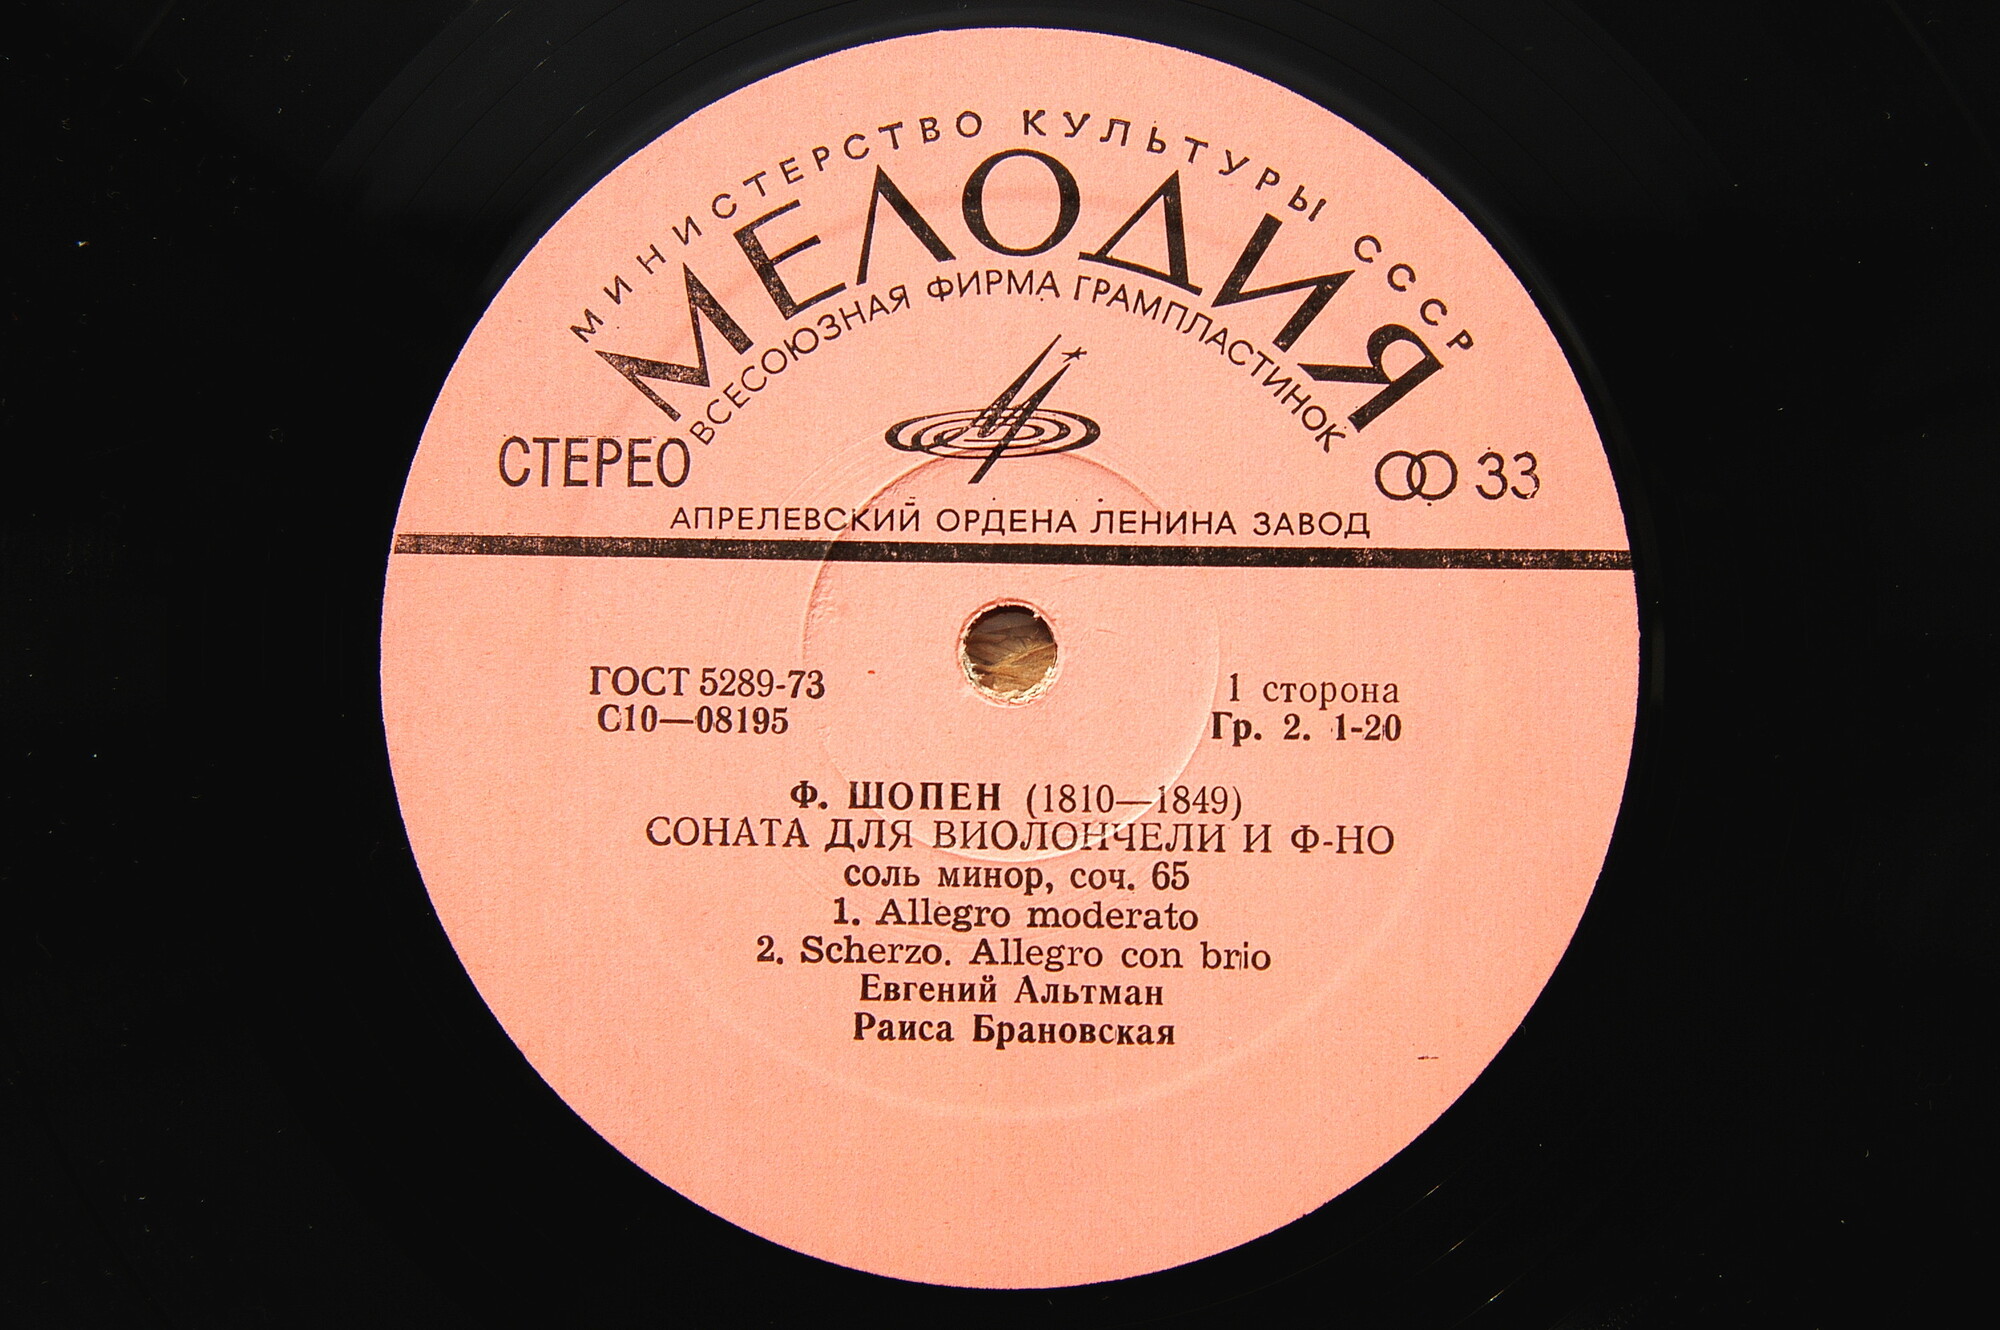 МИНИСТЕРСТВО КУЛЬТУРЫ СССР
МЕЛОДИЯ
ВСЕСОЮЗНАЯ ФИРМА ГРАМПЛАСТИНОК
СТЕРЕО
33
АПРЕЛЕВСКИЙ ОРДЕНА ЛЕНИНА ЗАВОД
ГОСТ 5289-73
С10—08195
1 сторона
Гр. 2. 1-20
Ф. ШОПЕН (1810—1849)
СОНАТА ДЛЯ ВИОЛОНЧЕЛИ И Ф-НО
соль минор, соч. 65
1. Allegro moderato
2. Scherzo. Allegro con brio
Евгений Альтман
Раиса Брановская